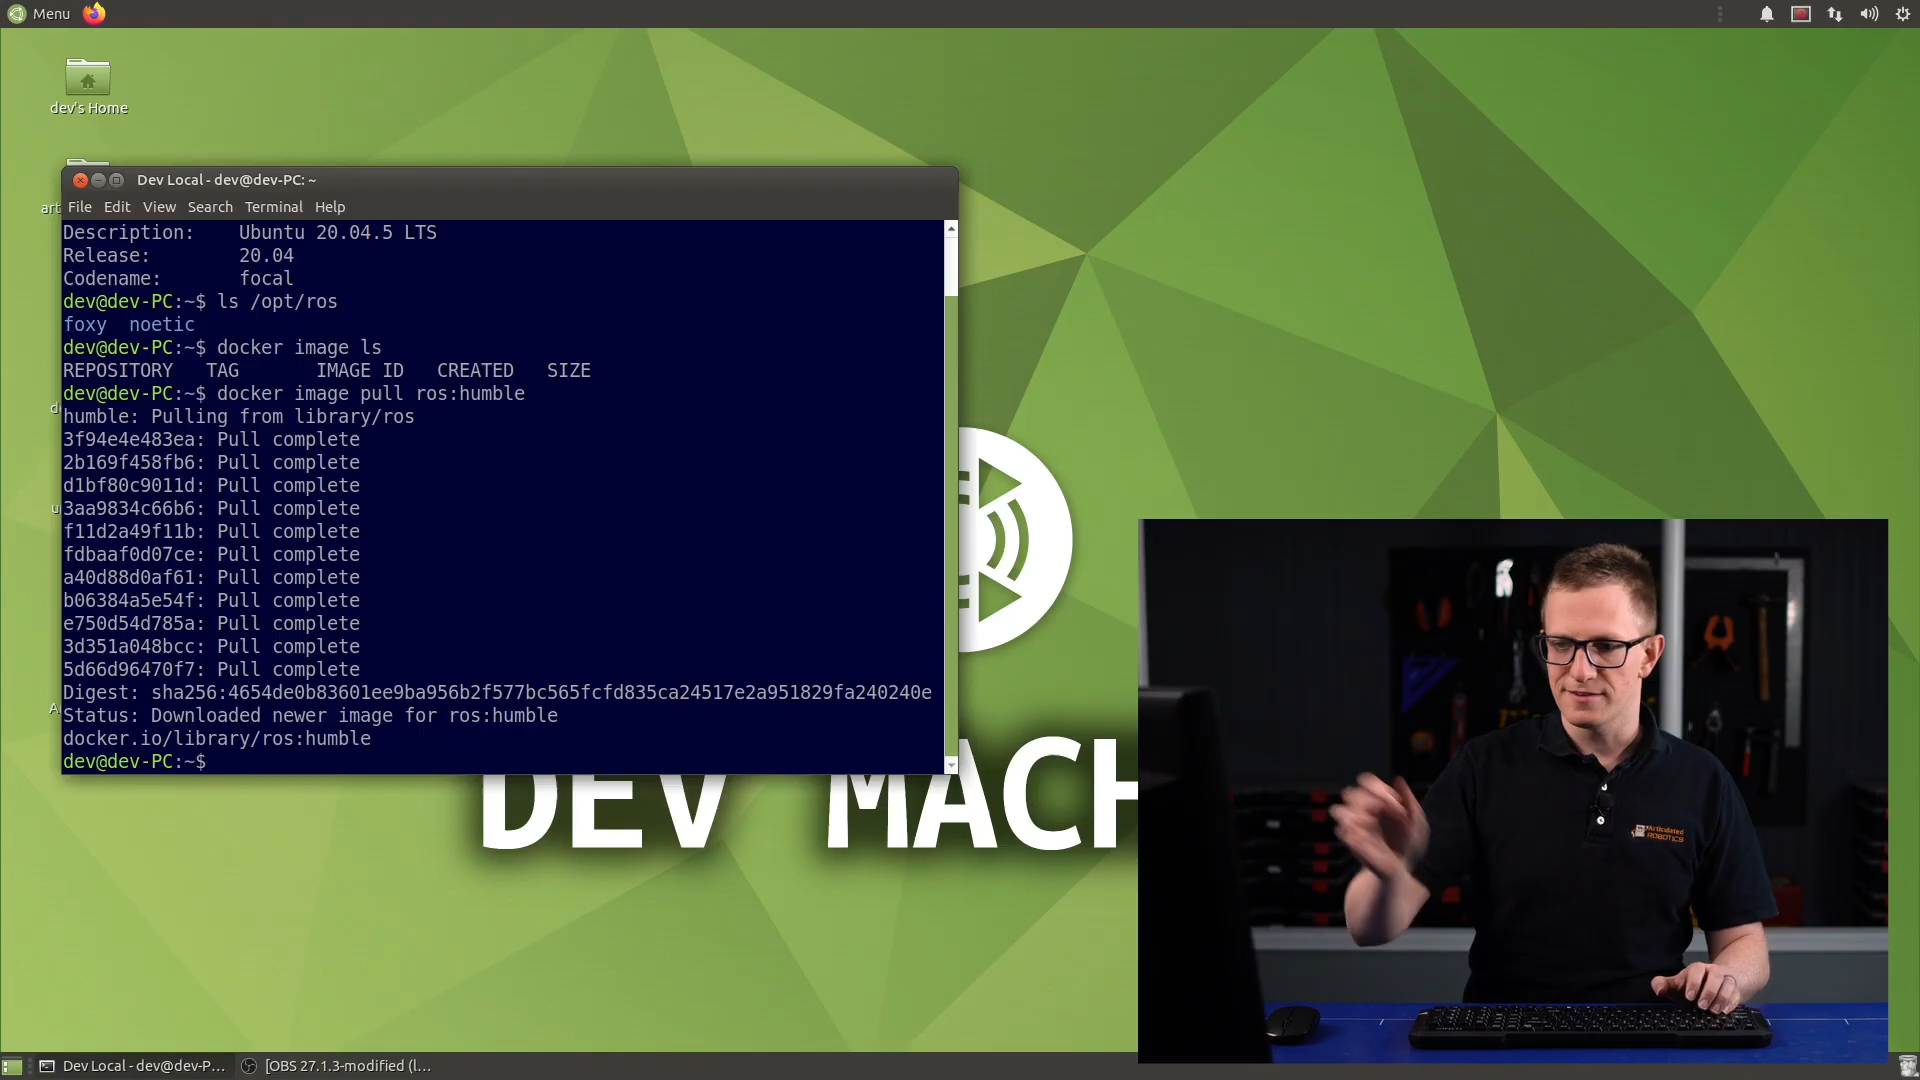 Menu
dev's Home
Dev Local - dev@dev-PC: ~
File Edit View Search Terminal Help
Description:    Ubuntu 20.04.5 LTS
Release:        20.04
Codename:       focal
dev@dev-PC:~$ ls /opt/ros
foxy  noetic
dev@dev-PC:~$ docker image ls
REPOSITORY   TAG       IMAGE ID   CREATED   SIZE
dev@dev-PC:~$ docker image pull ros:humble
humble: Pulling from library/ros
3f94e4e483ea: Pull complete
2b169f458fb6: Pull complete
d1bf80c9011d: Pull complete
3aa9834c66b6: Pull complete
f11d2a49f11b: Pull complete
fdbaaf0d07ce: Pull complete
a40d88d0af61: Pull complete
b06384a5e54f: Pull complete
e750d54d785a: Pull complete
3d351a048bcc: Pull complete
5d66d96470f7: Pull complete
Digest: sha256:4654de0b83601ee9ba956b2f577bc565fcfd835ca24517e2a951829fa240240e
Status: Downloaded newer image for ros:humble
docker.io/library/ros:humble
dev@dev-PC:~$
DEV MACH
Articulated
ROBOTICS
Dev Local - dev@dev-P...
[OBS 27.1.3-modified (l...